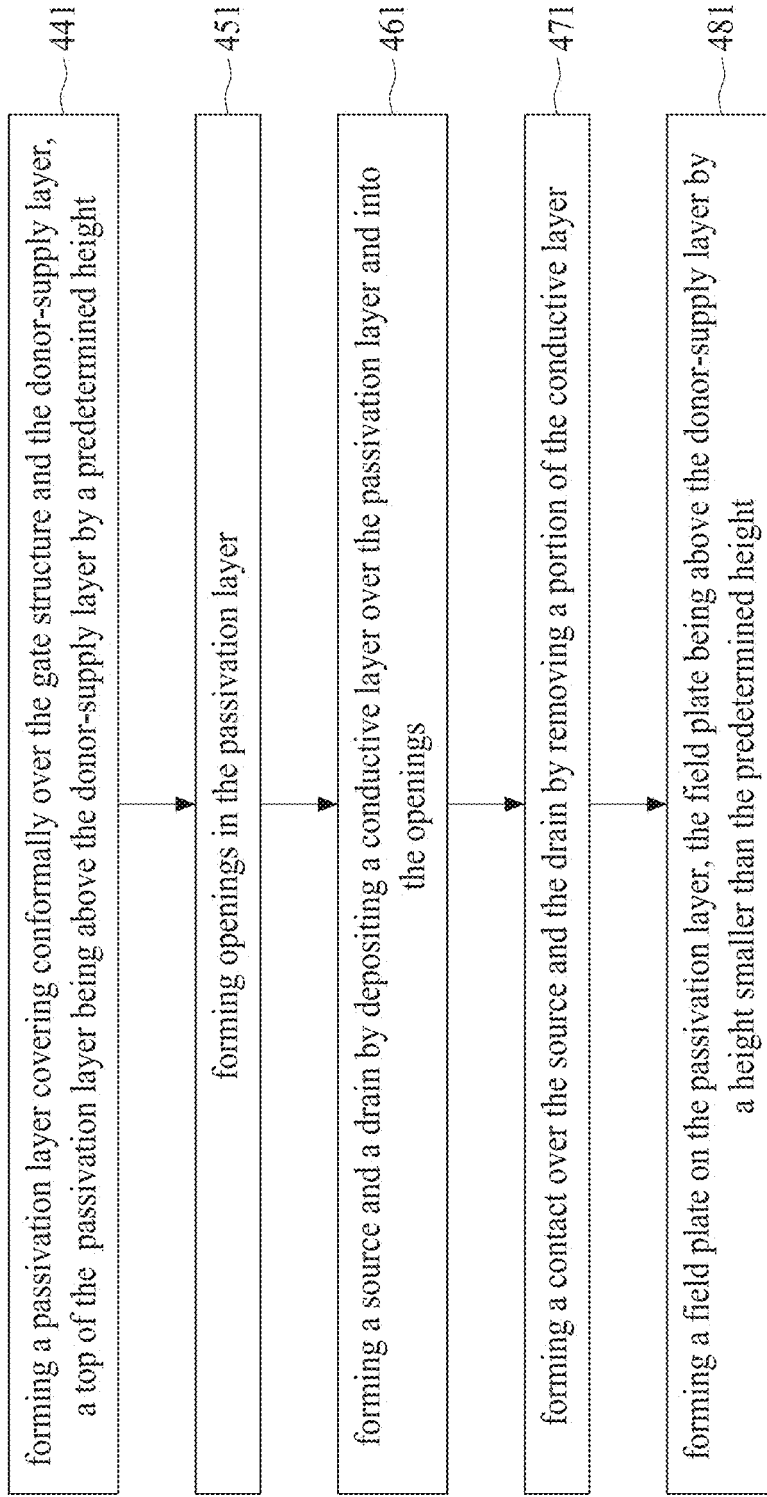 forming a passivation layer covering conformally over the gate structure and the donor-supply layer,
a top of the passivation layer being above the donor-supply layer by a predetermined height
441
forming openings in the passivation layer
451
forming a source and a drain by depositing a conductive layer over the passivation layer and into
the openings
461
forming a contact over the source and the drain by removing a portion of the conductive layer
471
forming a field plate on the passivation layer, the field plate being above the donor-supply layer by
a height smaller than the predetermined height
481